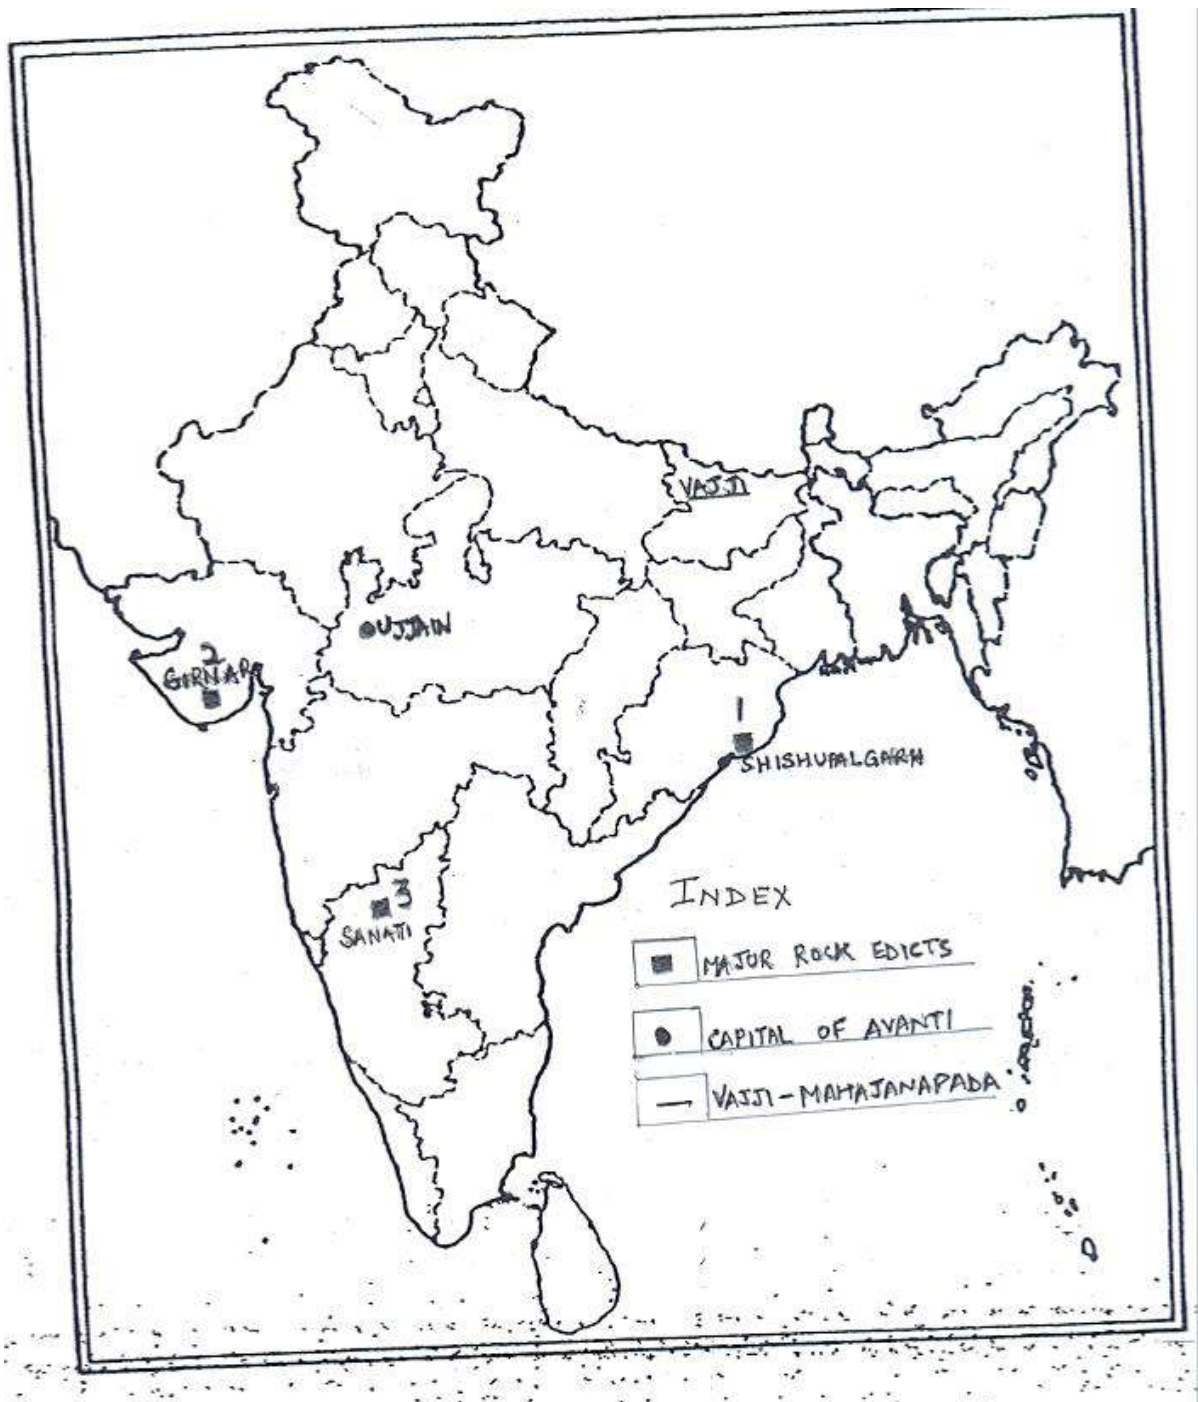 VAJJI
UJJAIN
2
GIRNAR
1
SHISHUPALGARH
3
SANATI
INDEX
MAJOR ROCK EDICTS
CAPITAL OF AVANTI
VAJJI-MAHAJANAPADA